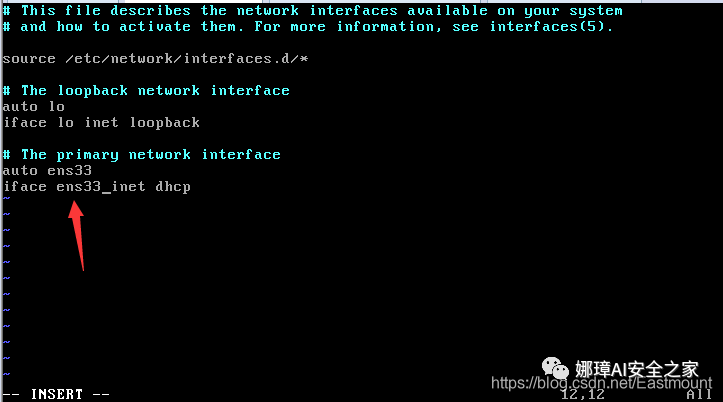 # This file describes the network interfaces available on your system
# and how to activate them. For more information, see interfaces(5).
source /etc/network/interfaces.d/*
# The loopback network interface
auto lo
iface lo inet loopback
# The primary network interface
auto ens33
iface ens33_inet dhcp
~
~
~
~
~
~
~
~
~
~
~
~
娜璋AI安全之家
https://blog.csdn.net/Eastmount
-- INSERT -- 12,12 All